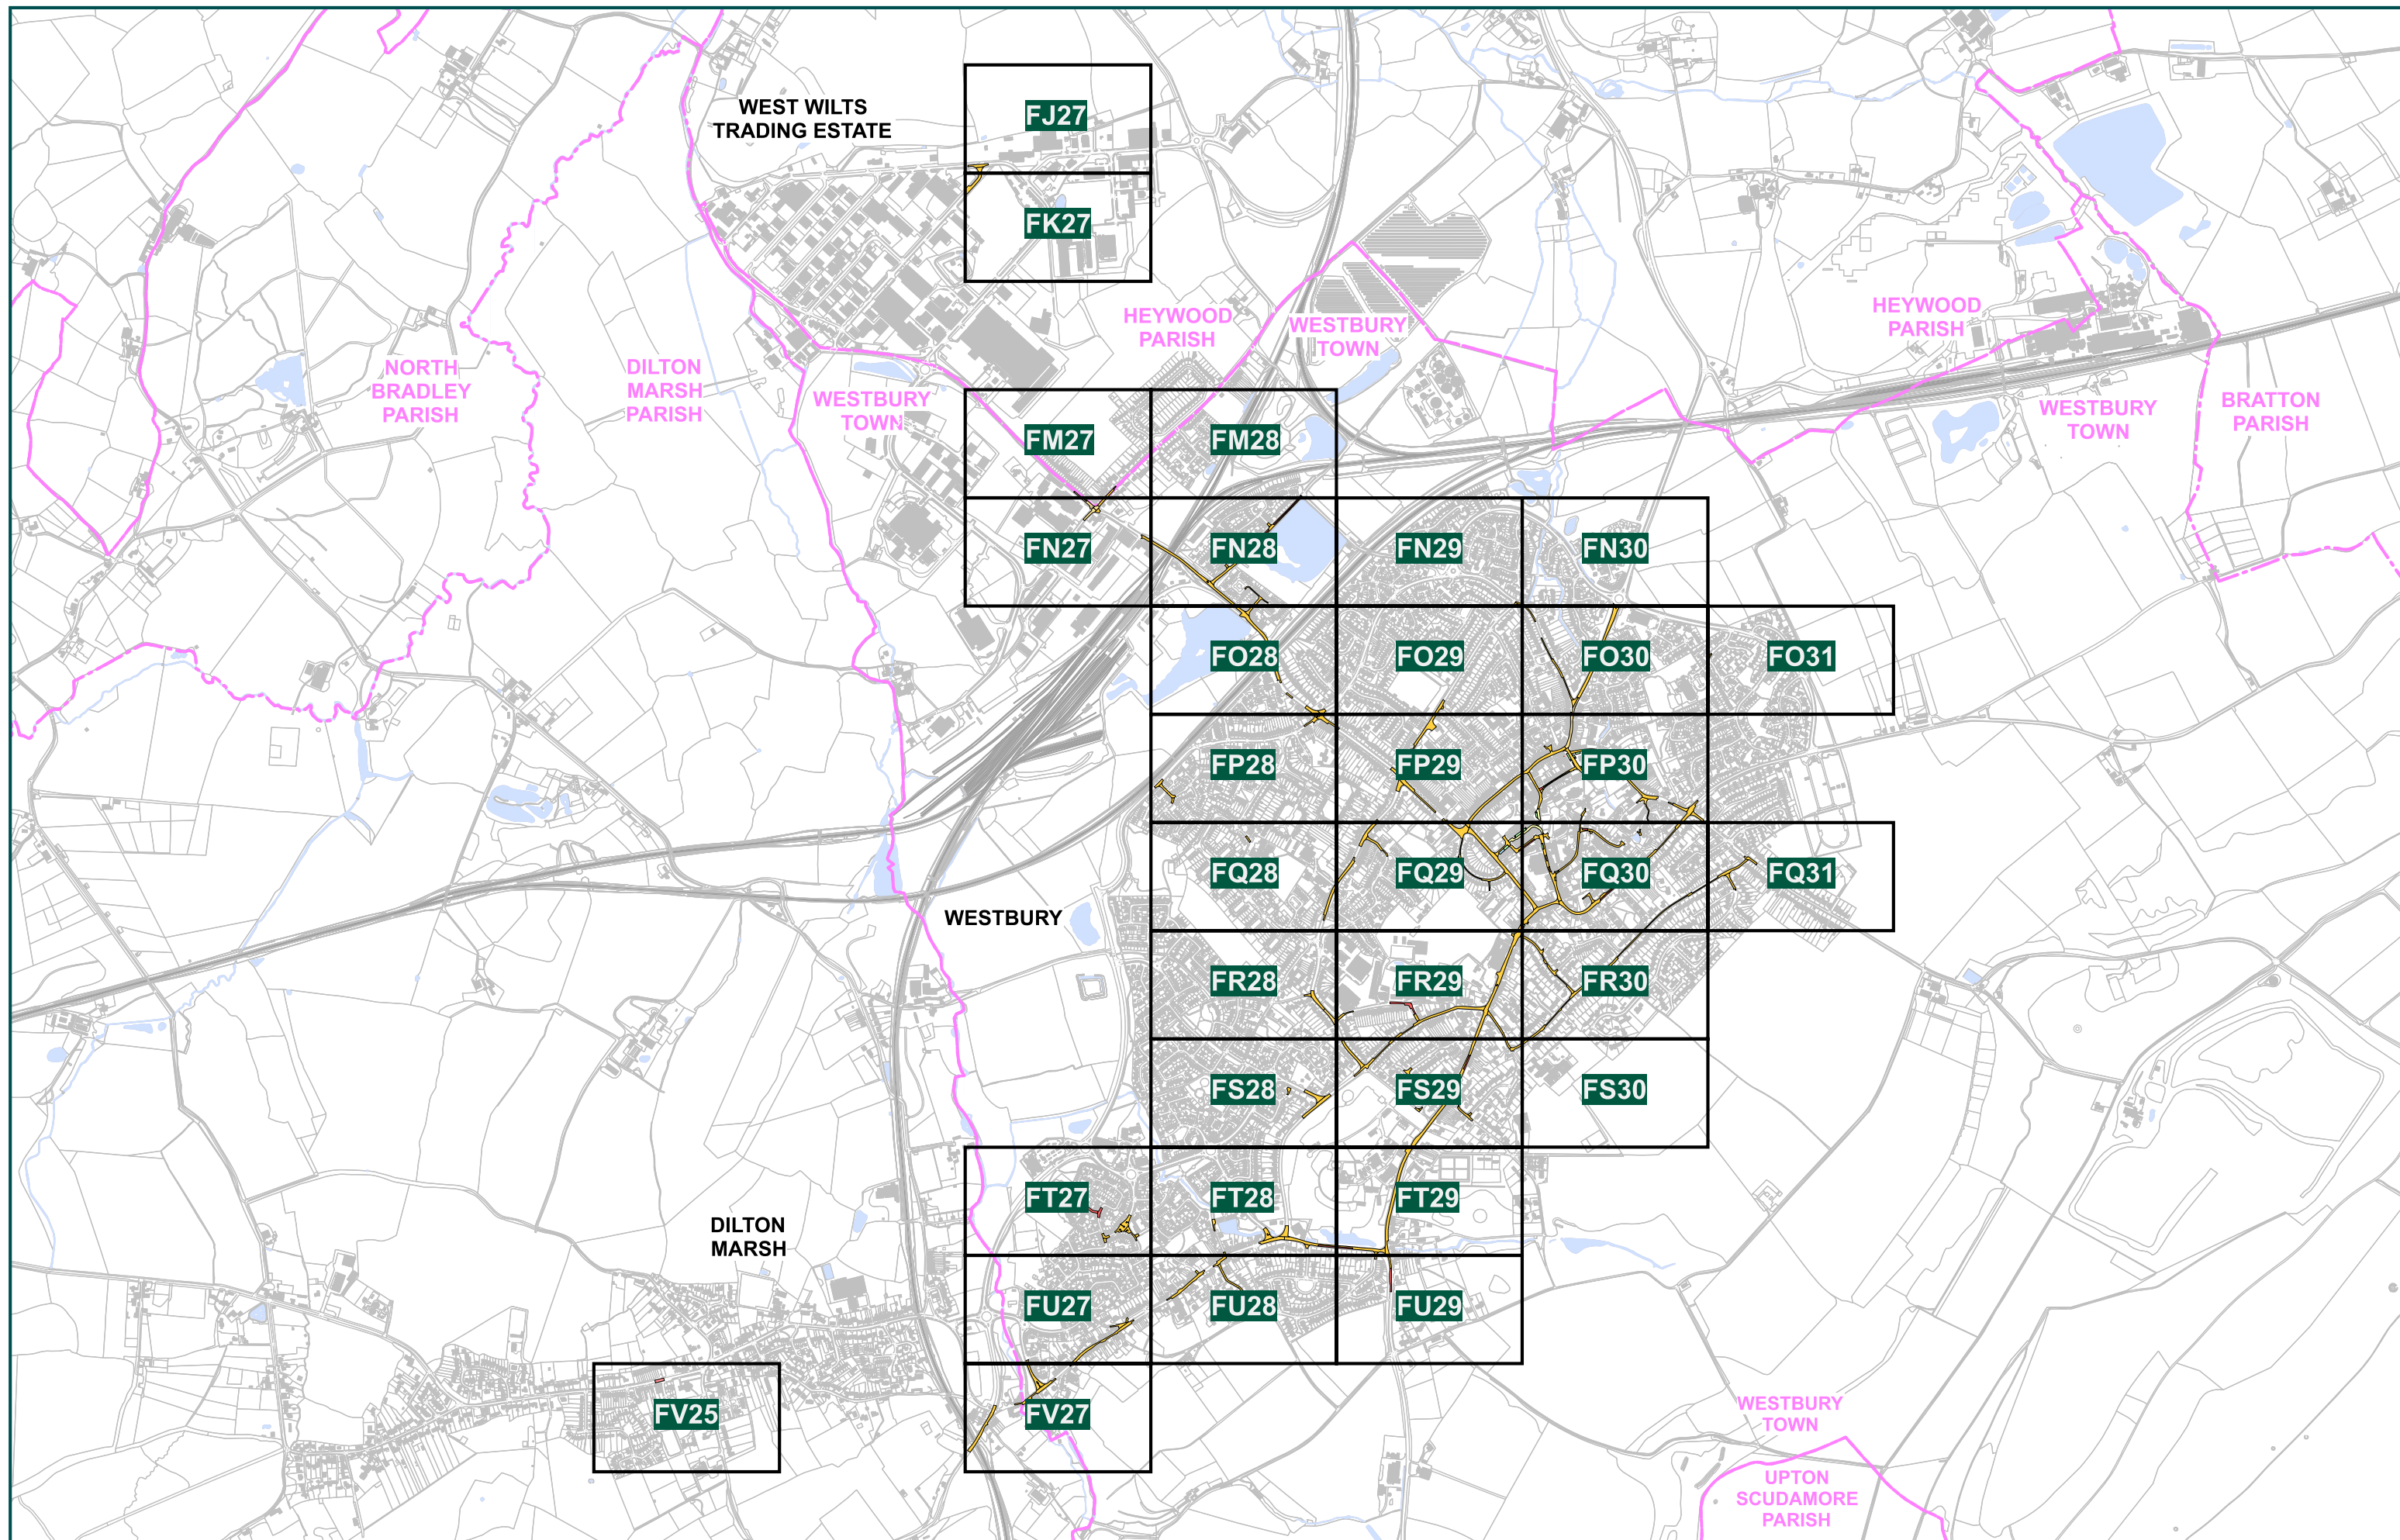 WEST WILTS
TRADING ESTATE
FJ27
FK27
HEYWOOD
PARISH
WESTBURY
TOWN
HEYWOOD
PARISH
NORTH
BRADLEY
PARISH
DILTON
MARSH
PARISH
WESTBURY
TOWN
WESTBURY
TOWN
BRATTON
PARISH
FM27
FM28
FN27
FN28
FN29
FN30
FO28
FO29
FO30
FO31
FP28
FP29
FP30
FQ28
FQ29
FQ30
FQ31
WESTBURY
FR28
FR29
FR30
FS28
FS29
FS30
FT27
FT28
FT29
DILTON
MARSH
FU27
FU28
FU29
FV25
FV27
WESTBURY
TOWN
UPTON
SCUDAMORE
PARISH